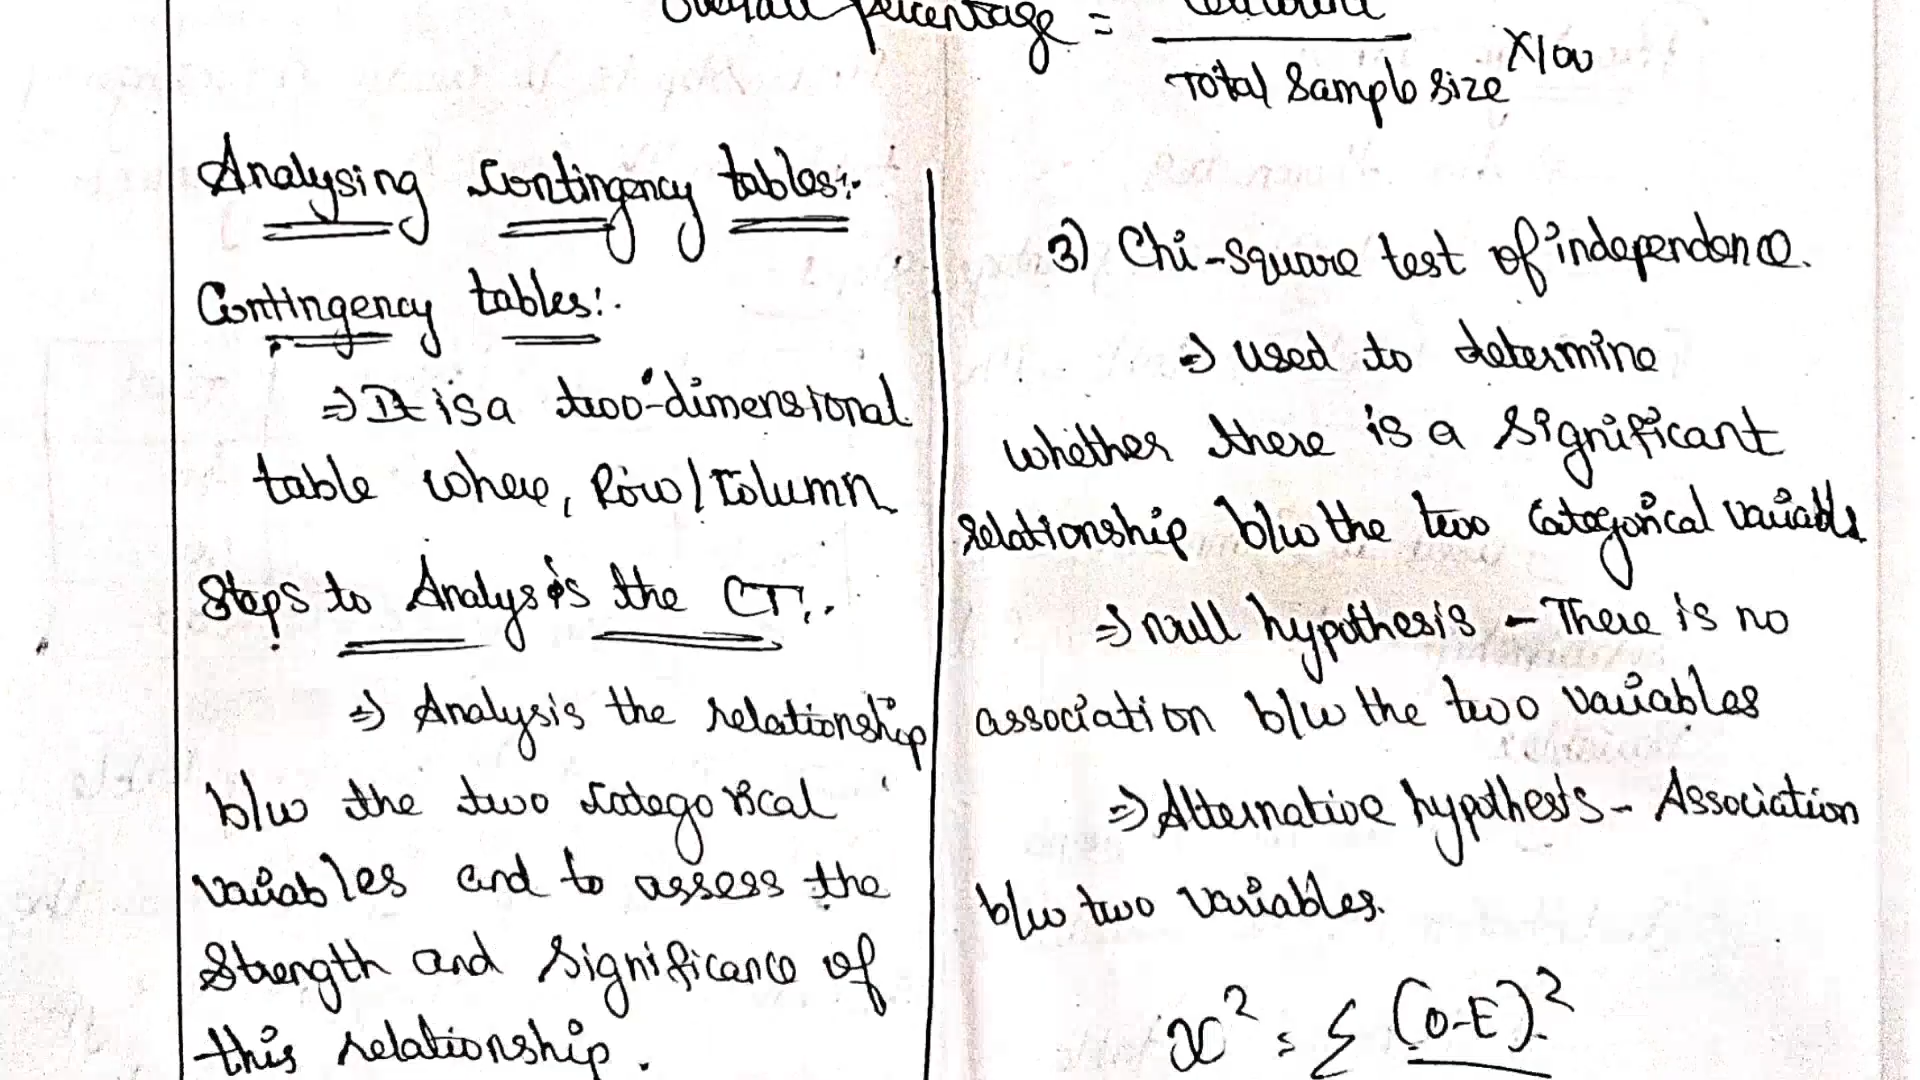 Overall percentage =
Total Sample size X100
Analysing Contingency tables:-
Contingency tables:-
⇒ It is a two-dimensional
table where, Row/Column
Steps to Analysis the CT:-
⇒ Analysis the relationship
b/w the two categorical
variables and to assess the
Strength and significance of
this relationship.
3) Chi-square test of independence.
⇒ used to determine
whether there is a significant
relationship b/w the two categorical variable
⇒ null hypothesis - There is no
association b/w the two variables
⇒ Alternative hypothesis - Association
b/w two variables.
x² = Σ (O-E)²